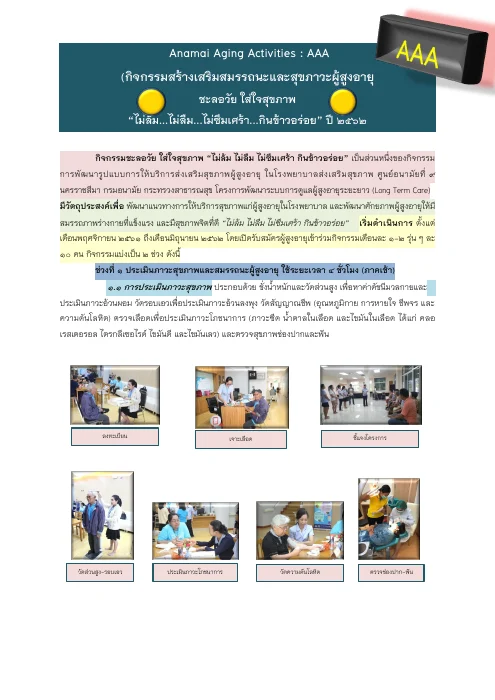 AAA
Anamai Aging Activities : AAA
(กิจกรรมสร้างเสริมสมรรถนะและสุขภาวะผู้สูงอายุ
ชะลอวัย ใส่ใจสุขภาพ
“ไม่ล้ม...ไม่ลืม...ไม่ซึมเศร้า...กินข้าวอร่อย” ปี ๒๕๖๒
กิจกรรมชะลอวัย ใส่ใจสุขภาพ “ไม่ล้ม ไม่ลืม ไม่ซึมเศร้า กินข้าวอร่อย” เป็นส่วนหนึ่งของกิจกรรม
การพัฒนารูปแบบการให้บริการส่งเสริมสุขภาพผู้สูงอายุ ในโรงพยาบาลส่งเสริมสุขภาพ ศูนย์อนามัยที่ ๙
นครราชสีมา กรมอนามัย กระทรวงสาธารณสุข โครงการพัฒนาระบบการดูแลผู้สูงอายุระยะยาว (Long Term Care)
มีวัตถุประสงค์เพื่อ พัฒนาแนวทางการให้บริการสุขภาพแก่ผู้สูงอายุในโรงพยาบาล และพัฒนาศักยภาพผู้สูงอายุให้มี
สมรรถภาพร่างกายที่แข็งแรง และมีสุขภาพจิตที่ดี “ไม่ล้ม ไม่ลืม ไม่ซึมเศร้า กินข้าวอร่อย” เริ่มดำเนินการ ตั้งแต่
เดือนพฤศจิกายน ๒๕๖๑ ถึงเดือนมิถุนายน ๒๕๖๒ โดยเปิดรับสมัครผู้สูงอายุเข้าร่วมกิจกรรมเดือนละ ๑-๒ รุ่น ๆ ละ
๑๐ คน กิจกรรมแบ่งเป็น ๒ ช่วง ดังนี้
ช่วงที่ ๑ ประเมินภาวะสุขภาพและสมรรถนะผู้สูงอายุ ใช้ระยะเวลา ๔ ชั่วโมง (ภาคเช้า)
๑.๑ การประเมินภาวะสุขภาพ ประกอบด้วย ชั่งน้ำหนักและวัดส่วนสูง เพื่อหาค่าดัชนีมวลกายและ
ประเมินภาวะอ้วนผอม วัดรอบเอวเพื่อประเมินภาวะอ้วนลงพุง วัดสัญญาณชีพ (อุณหภูมิกาย การหายใจ ชีพจร และ
ความดันโลหิต) ตรวจเลือดเพื่อประเมินภาวะโภชนาการ (ภาวะซีด น้ำตาลในเลือด และไขมันในเลือด ได้แก่ คลอ
เรสเตอรอล ไตรกลีเซอไรด์ ไขมันดี และไขมันเลว) และตรวจสุขภาพช่องปากและฟัน
ลงทะเบียน
เจาะเลือด
ชี้แจงโครงการ
วัดส่วนสูง-รอบเอว
ประเมินภาวะโภชนาการ
วัดความดันโลหิต
ตรวจช่องปาก-ฟัน